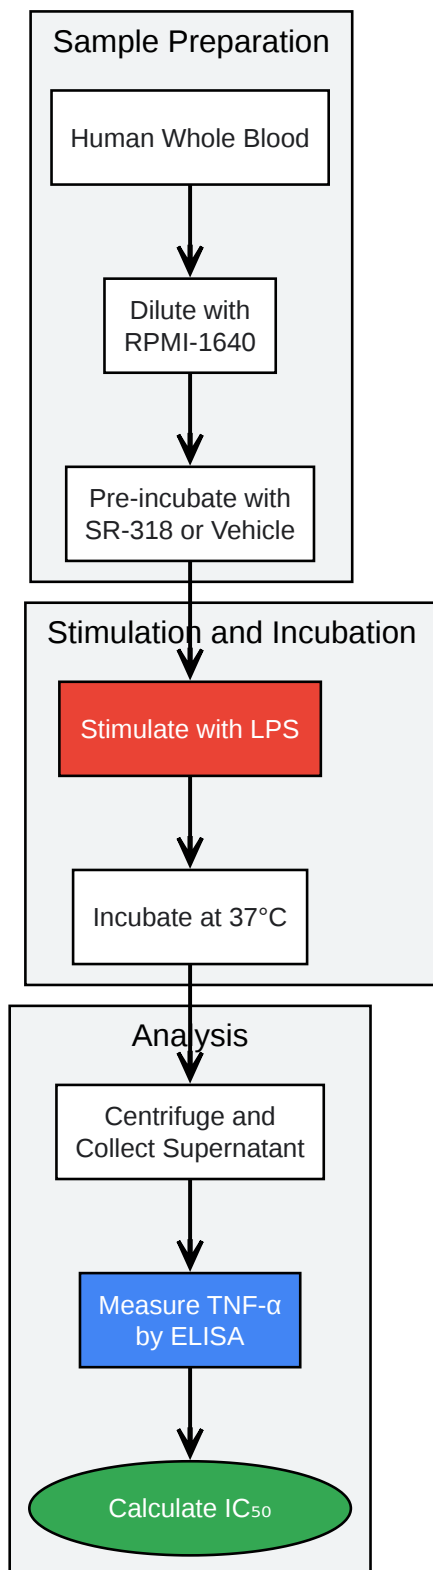 Sample Preparation
Human Whole Blood
Dilute with
RPMI-1640
Pre-incubate with
SR-318 or Vehicle
Stimulation and Incubation
Stimulate with LPS
Incubate at 37°C
Analysis
Centrifuge and
Collect Supernatant
Measure TNF-α
by ELISA
Calculate IC₅₀